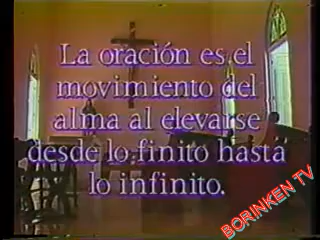 La oración es el
movimiento del
alma al elevarse
desde lo finito hasta
lo infinito.
BORINKEN TV